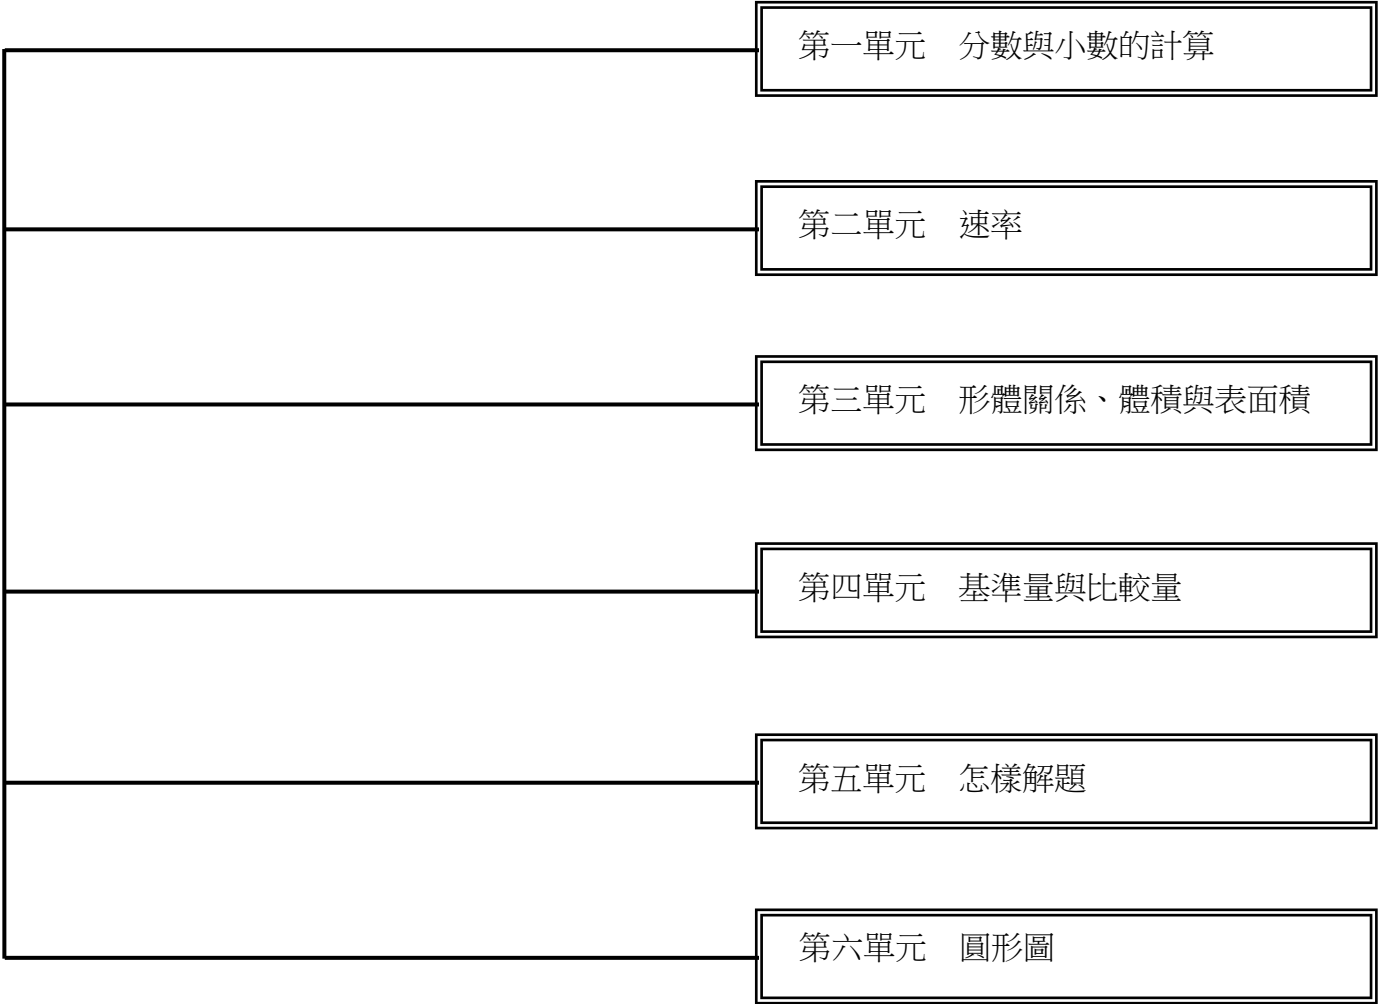 第一單元　分數與小數的計算
第二單元　速率
第三單元　形體關係、體積與表面積
第四單元　基準量與比較量
第五單元　怎樣解題
第六單元　圓形圖